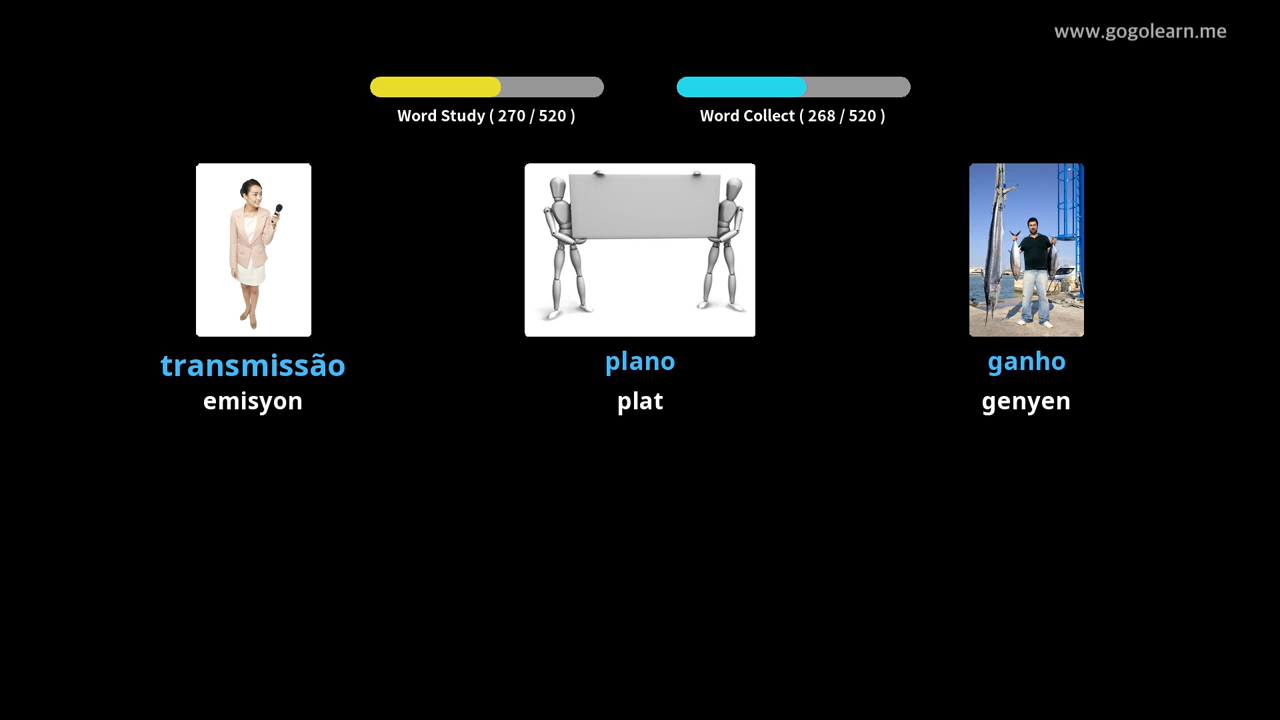 www.gogolearn.me
Word Study ( 270 / 520 )
Word Collect ( 268 / 520 )
transmissão
plano
ganho
emisyon
plat
genyen